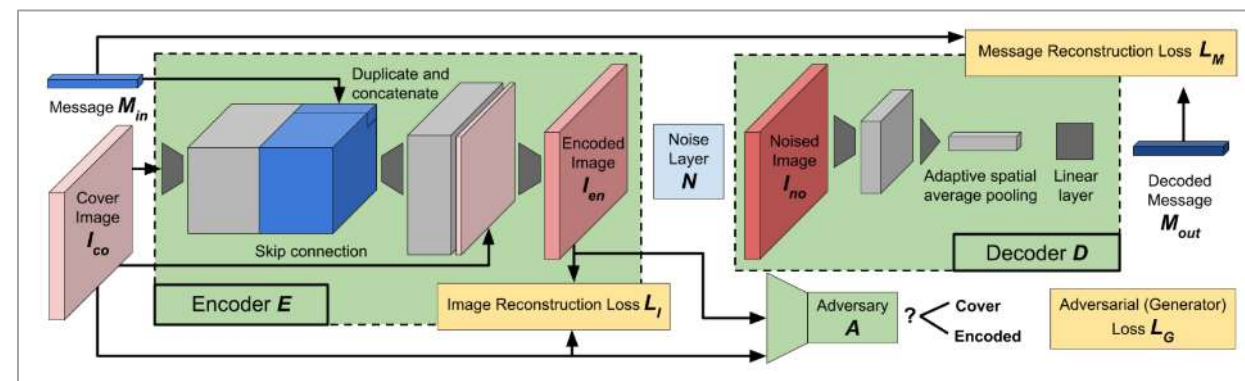 Message M_in
Duplicate and
concatenate
Message Reconstruction Loss L_M
Cover
Image
I_co
Skip connection
Encoded
Image
I_en
Encoder E
Noise
Layer
N
Noised
Image
I_no
Adaptive spatial
average pooling
Linear
layer
Decoder D
Decoded
Message
M_out
Image Reconstruction Loss L_I
Adversary
A
?
Cover
Encoded
Adversarial (Generator)
Loss L_G